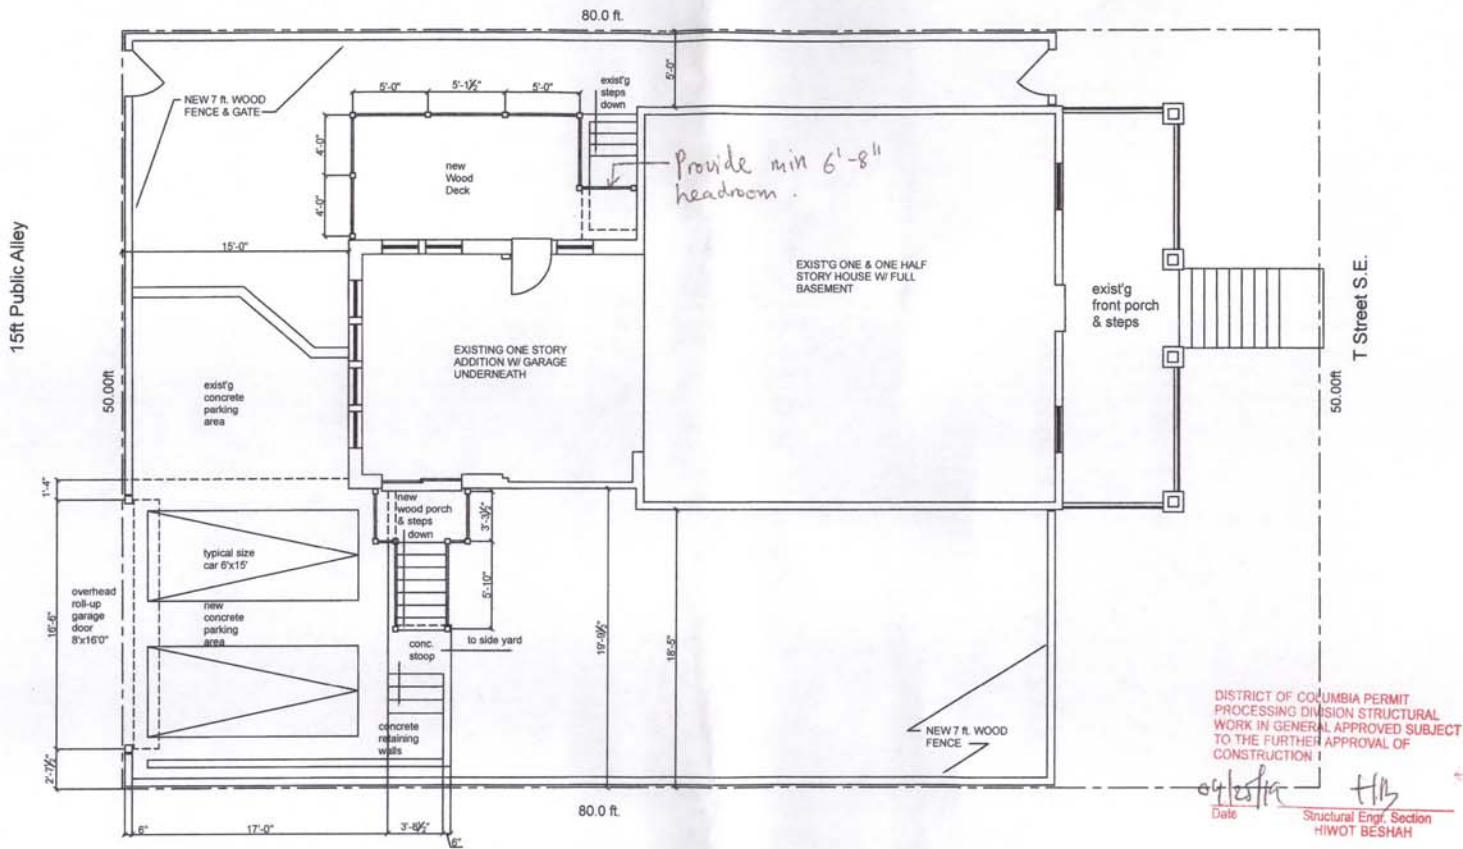 80.0 ft.
NEW 7 ft. WOOD
FENCE & GATE
5'-0"
5'-1½"
5'-0"
exist'g
steps
down
5'-0"
4'-0"
4'-0"
new
Wood
Deck
Provide min 6'-8"
headroom.
15ft Public Alley
15'-0"
EXIST'G ONE & ONE HALF
STORY HOUSE W/ FULL
BASEMENT
exist'g
front porch
& steps
T Street S.E.
50.00ft
50.00ft
EXISTING ONE STORY
ADDITION W/ GARAGE
UNDERNEATH
exist'g
concrete
parking
area
1'-4"
new
wood porch
& steps
down
3'-3½"
typical size
car 6'x15'
5'-10"
overhead
roll-up
garage
door
8'x16'0"
16'-6"
new
concrete
parking
area
conc.
stoop
to side yard
19'-9½"
18'-5"
concrete
retaining
walls
NEW 7 ft. WOOD
FENCE
2'-7½"
80.0 ft.
6"
17'-0"
3'-8½"
6"
DISTRICT OF COLUMBIA PERMIT
PROCESSING DIVISION STRUCTURAL
WORK IN GENERAL APPROVED SUBJECT
TO THE FURTHER APPROVAL OF
CONSTRUCTION
HB
Date
Structural Engr. Section
HIWOT BESHAH